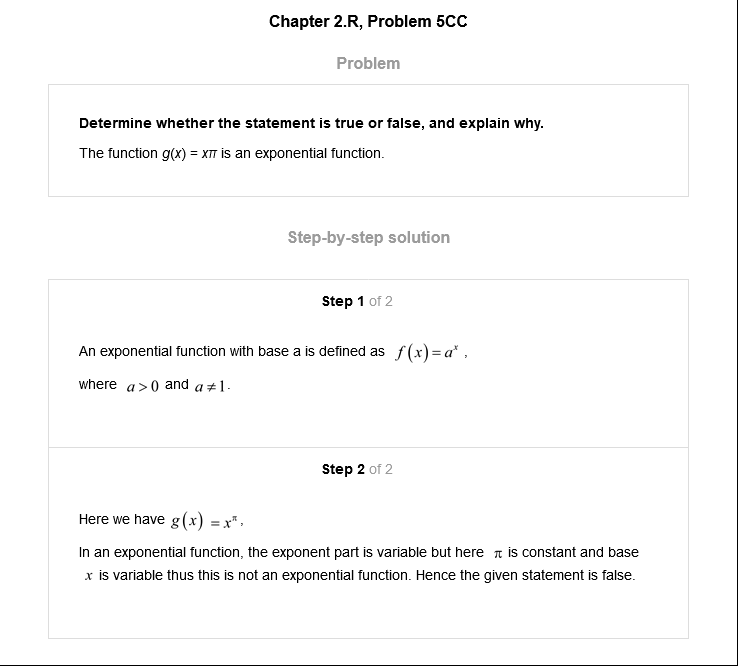 Chapter 2.R, Problem 5CC
Problem
Determine whether the statement is true or false, and explain why.
The function g(x) = xπ is an exponential function.
Step-by-step solution
Step 1 of 2
An exponential function with base a is defined as f(x) = aˣ ,
where a > 0 and a ≠ 1.
Step 2 of 2
Here we have g(x) = x^π ,
In an exponential function, the exponent part is variable but here π is constant and base
x is variable thus this is not an exponential function. Hence the given statement is false.